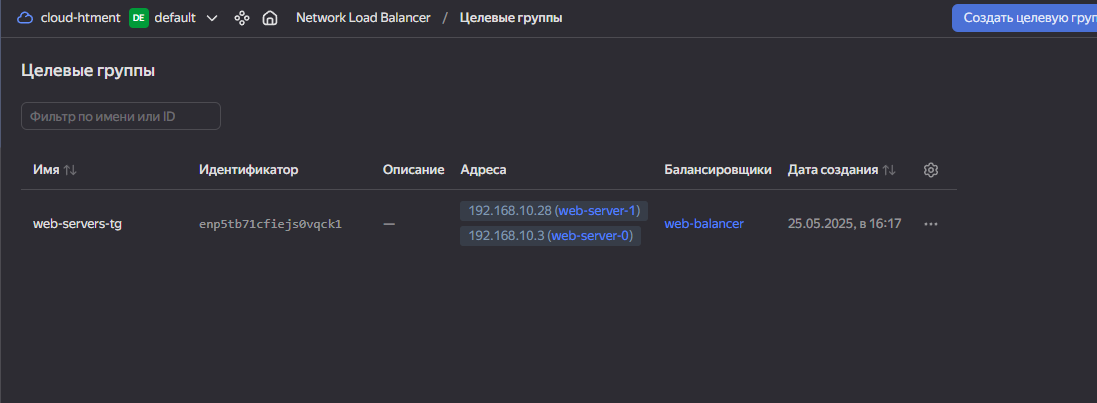 cloud-htment DE default Network Load Balancer / Целевые группы Создать целевую
Целевые группы
Фильтр по имени или ID
Имя Идентификатор Описание Адреса Балансировщики Дата создания
web-servers-tg enp5tb71cfiejs0vqck1 — 192.168.10.28 (web-server-1) web-balancer 25.05.2025, в 16:17
192.168.10.3 (web-server-0)